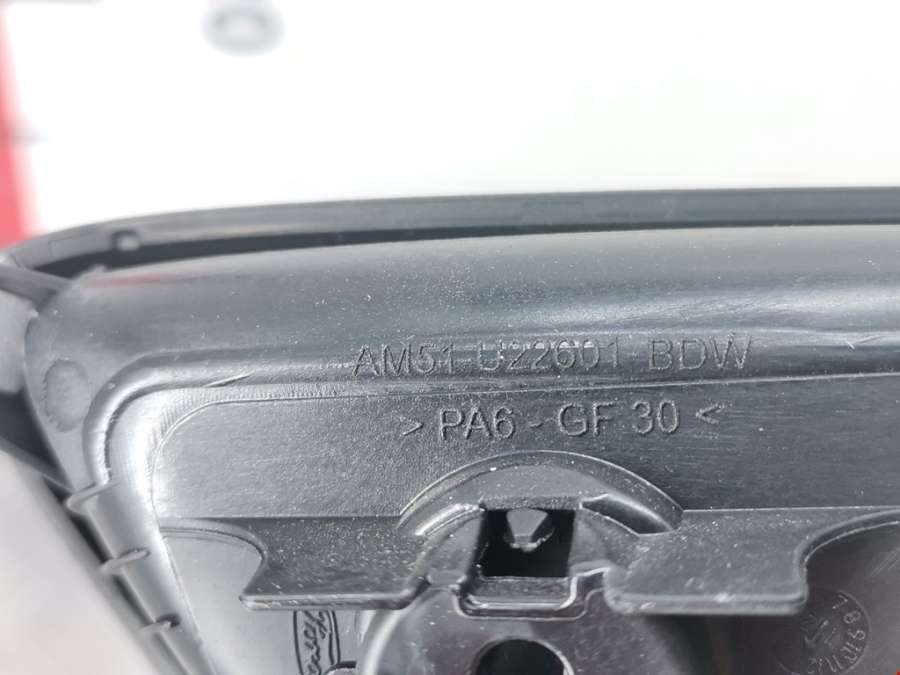 AM51-U22601-BDW
> PA6 - GF 30 <